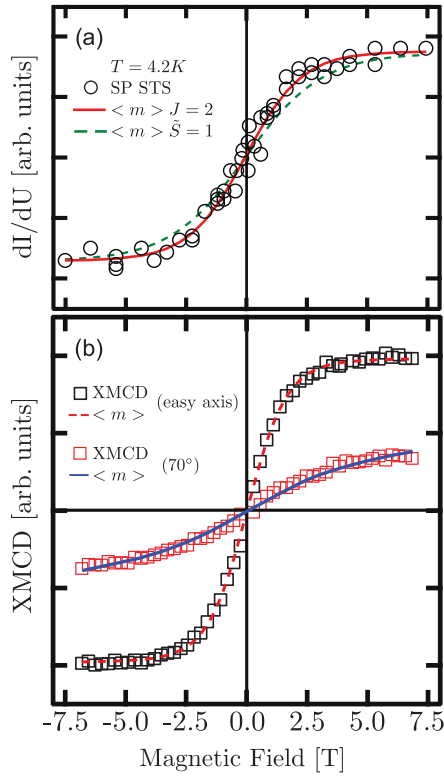 (a)
T = 4.2K
SP STS
< m > J = 2
< m > S̃ = 1
dI/dU [arb. units]
(b)
XMCD (easy axis)
< m >
XMCD (70°)
< m >
XMCD [arb. units]
-7.5 -5.0 -2.5 0.0 2.5 5.0 7.5
Magnetic Field [T]